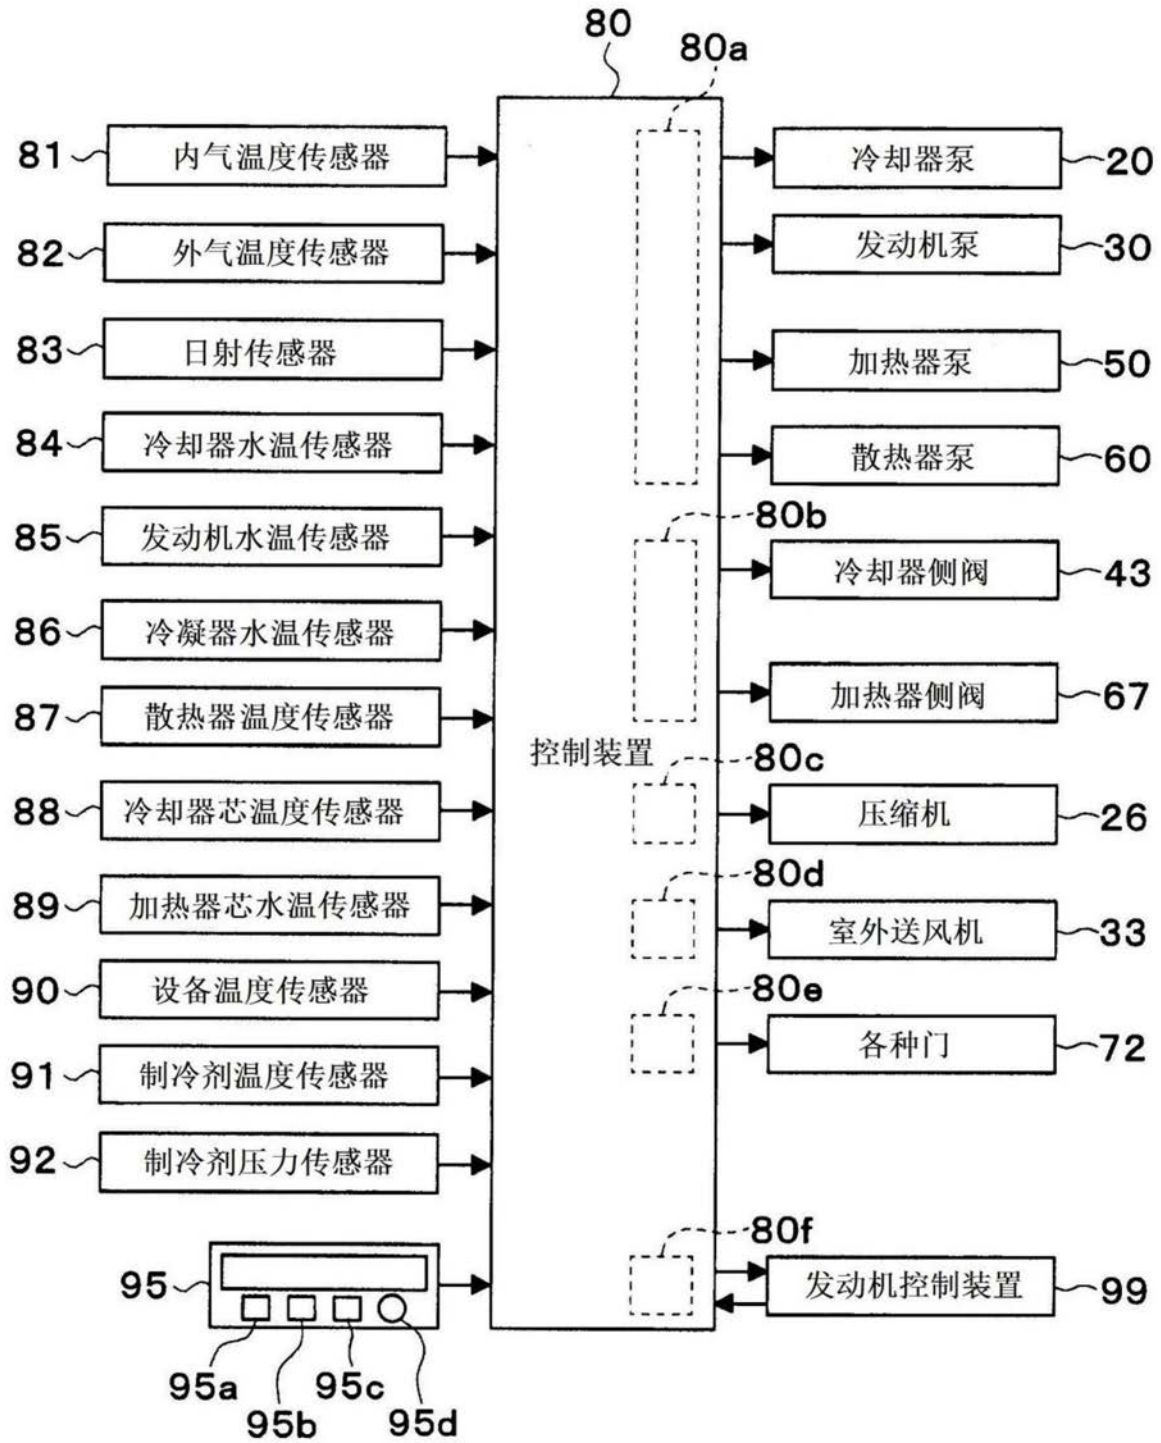 80
80a
81 内气温度传感器
冷却器泵 20
82 外气温度传感器
发动机泵 30
83 日射传感器
加热器泵 50
84 冷却器水温传感器
散热器泵 60
80b
85 发动机水温传感器
冷却器侧阀 43
86 冷凝器水温传感器
加热器侧阀 67
87 散热器温度传感器
控制装置
80c
88 冷却器芯温度传感器
压缩机 26
80d
89 加热器芯水温传感器
室外送风机 33
90 设备温度传感器
80e
各种门 72
91 制冷剂温度传感器
92 制冷剂压力传感器
80f
95
发动机控制装置 99
95a
95b
95c
95d